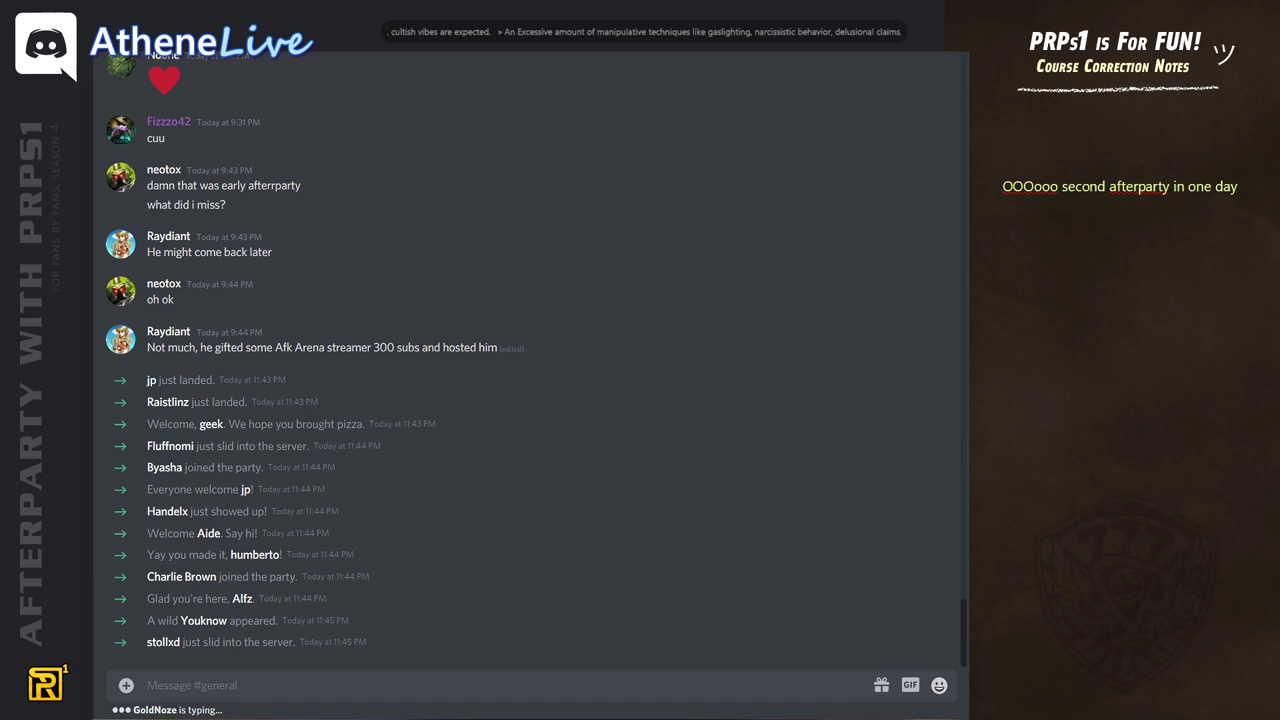 AtheneLive
, cultish vibes are expected.   » An Excessive amount of manipulative techniques like gaslighting, narcissistic behavior, delusional claims.
PRPs1 is For FUN!
Course Correction Notes
ツ
OOOooo second afterparty in one day
AFTERPARTY WITH PRPS1
FOR FANS BY FANS, SEASON 4
Fizzzo42 Today at 9:31 PM
cuu
neotox Today at 9:43 PM
damn that was early afterrparty
what did i miss?
Raydiant Today at 9:43 PM
He might come back later
neotox Today at 9:44 PM
oh ok
Raydiant Today at 9:44 PM
Not much, he gifted some Afk Arena streamer 300 subs and hosted him (edited)
jp just landed. Today at 11:43 PM
Raistlinz just landed. Today at 11:43 PM
Welcome, geek. We hope you brought pizza. Today at 11:43 PM
Fluffnomi just slid into the server. Today at 11:44 PM
Byasha joined the party. Today at 11:44 PM
Everyone welcome jp! Today at 11:44 PM
Handelx just showed up! Today at 11:44 PM
Welcome Aide. Say hi! Today at 11:44 PM
Yay you made it, humberto! Today at 11:44 PM
Charlie Brown joined the party. Today at 11:44 PM
Glad you're here, Alfz. Today at 11:44 PM
A wild Youknow appeared. Today at 11:45 PM
stollxd just slid into the server. Today at 11:45 PM
Message #general
GIF
GoldNoze is typing...
R1
777